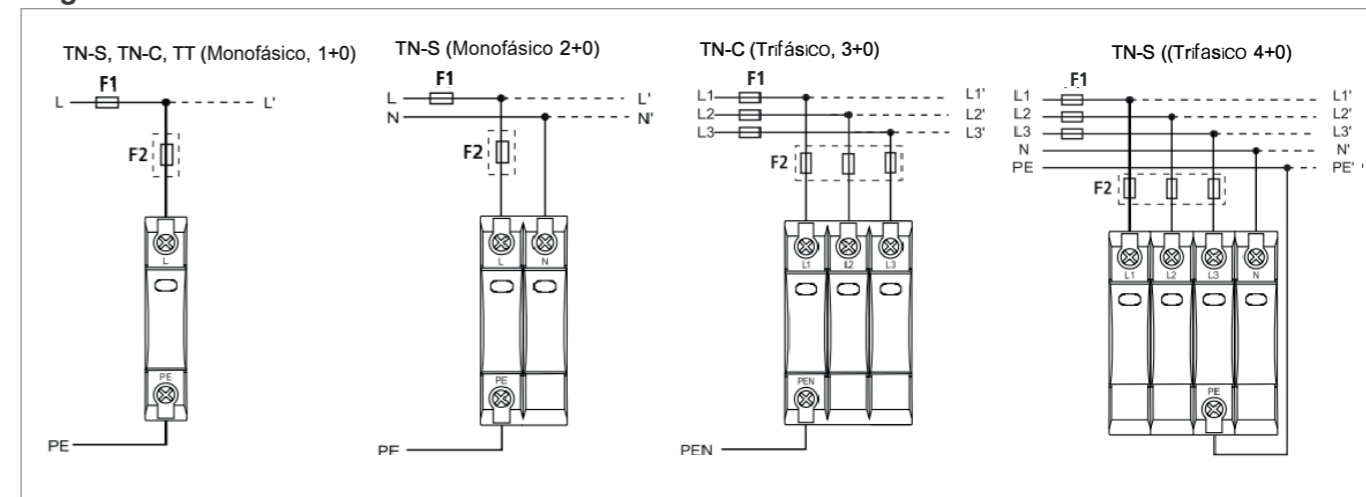 TN-S, TN-C, TT (Monofásico, 1+0)
F1
L
L'
F2
L
PE
PE
TN-S (Monofásico 2+0)
F1
L
L'
N
N'
F2
L
N
PE
PE
TN-C (Trifásico, 3+0)
F1
L1
L1'
L2
L2'
L3
L3'
F2
L1
L2
L3
PEN
PEN
TN-S ((Trifasico 4+0)
F1
L1
L1'
L2
L2'
L3
L3'
N
N'
PE
PE'
F2
L1
L2
L3
N
PE